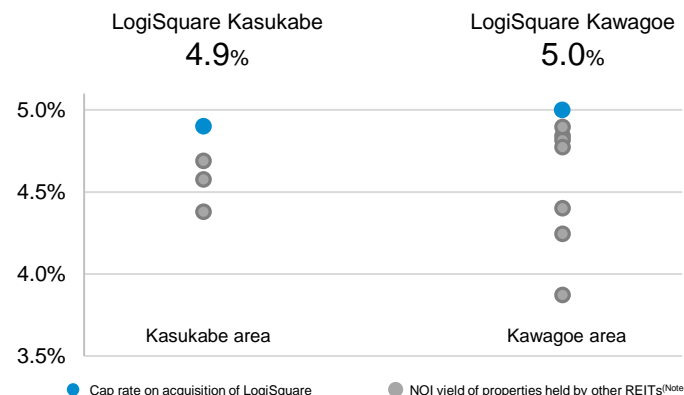 LogiSquare Kasukabe
4.9%
LogiSquare Kawagoe
5.0%
5.0%
4.5%
4.0%
3.5%
Kasukabe area
Kawagoe area
Cap rate on acquisition of LogiSquare
NOI yield of properties held by other REITs(Note